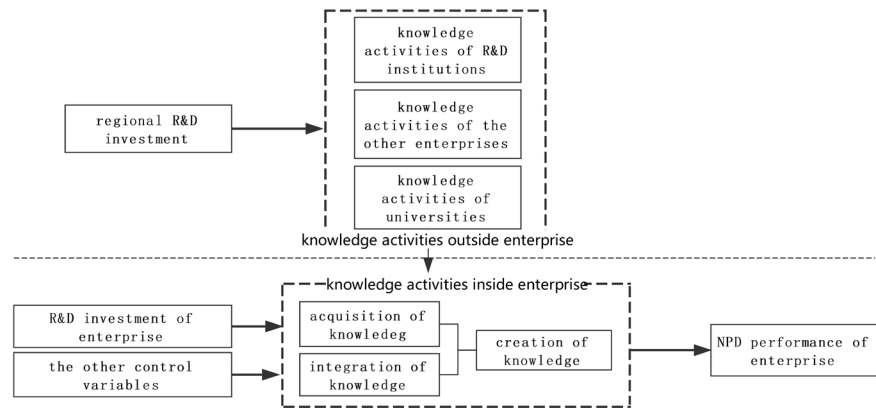 knowledge
activities of R&D
institutions
regional R&D
investment
knowledge
activities of the
other enterprises
knowledge
activities of
universities
knowledge activities outside enterprise
knowledge activities inside enterprise
R&D investment of
enterprise
the other control
variables
acquisition of
knowledeg
integration of
knowledge
creation of
knowledge
NPD performance of
enterprise